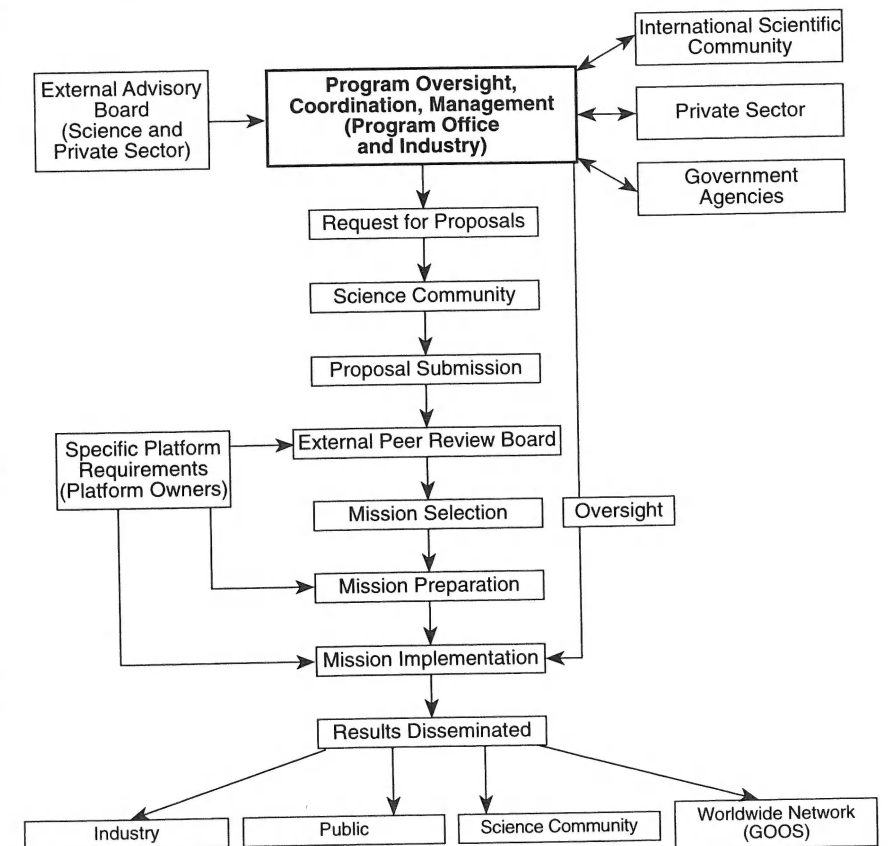 International Scientific
Community
External Advisory
Board
(Science and
Private Sector)
Program Oversight,
Coordination, Management
(Program Office
and Industry)
Private Sector
Government
Agencies
Request for Proposals
Science Community
Proposal Submission
Specific Platform
Requirements
(Platform Owners)
External Peer Review Board
Mission Selection
Oversight
Mission Preparation
Mission Implementation
Results Disseminated
Industry
Public
Science Community
Worldwide Network
(GOOS)